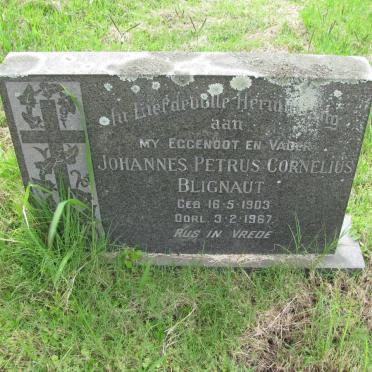 In Liefdevolle Herinnering
aan
MY EGGENOOT EN VADER
JOHANNES PETRUS CORNELIUS
BLIGNAUT
GEB 16-5-1903
OORL. 3-2-1967
RUS IN VREDE